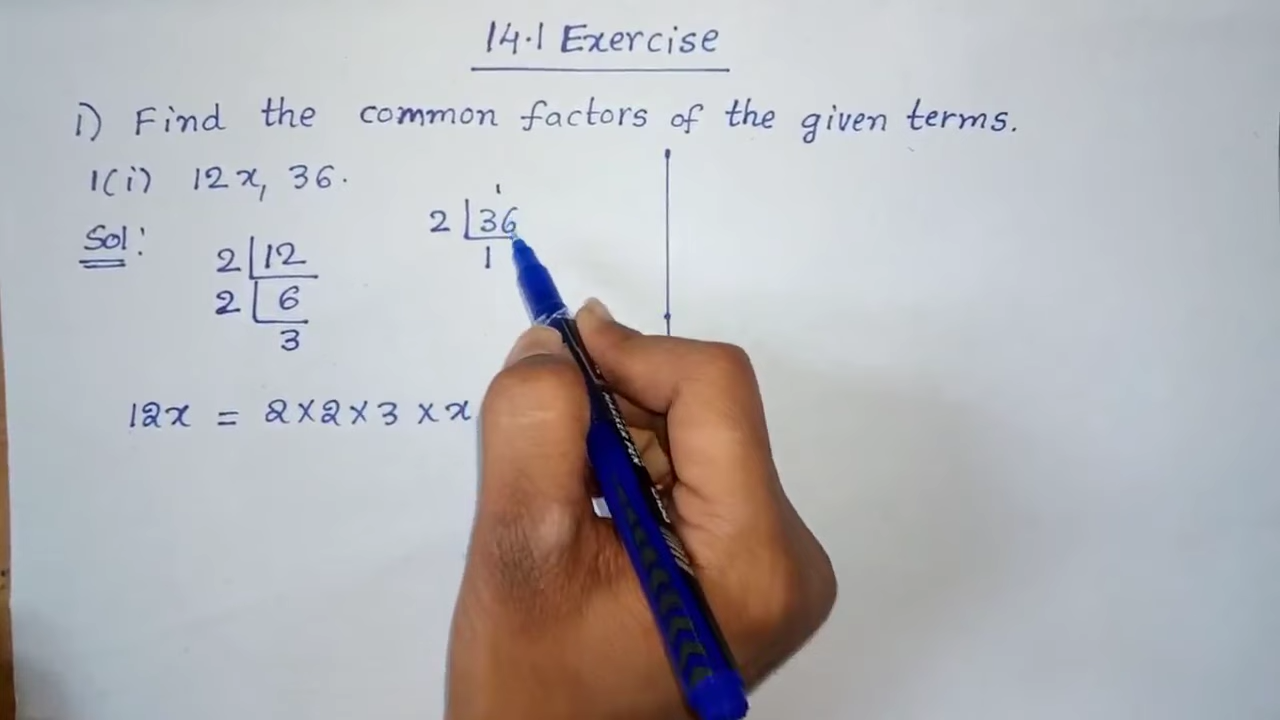 14.1 Exercise
1) Find the common factors of the given terms.
1(i) 12x, 36.
Sol:
2 | 12
2 | 6
3
1
2 | 36
1
12x = 2×2×3×x